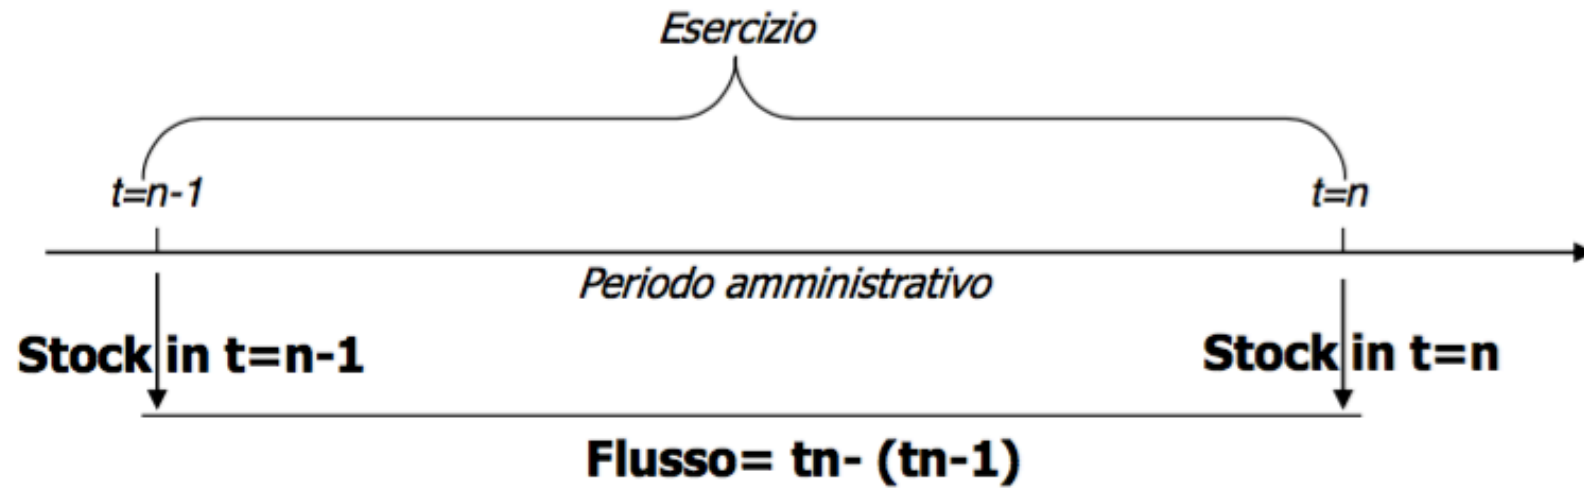 Esercizio
t=n-1
t=n
Periodo amministrativo
Stock in t=n-1
Stock in t=n
Flusso= tn- (tn-1)